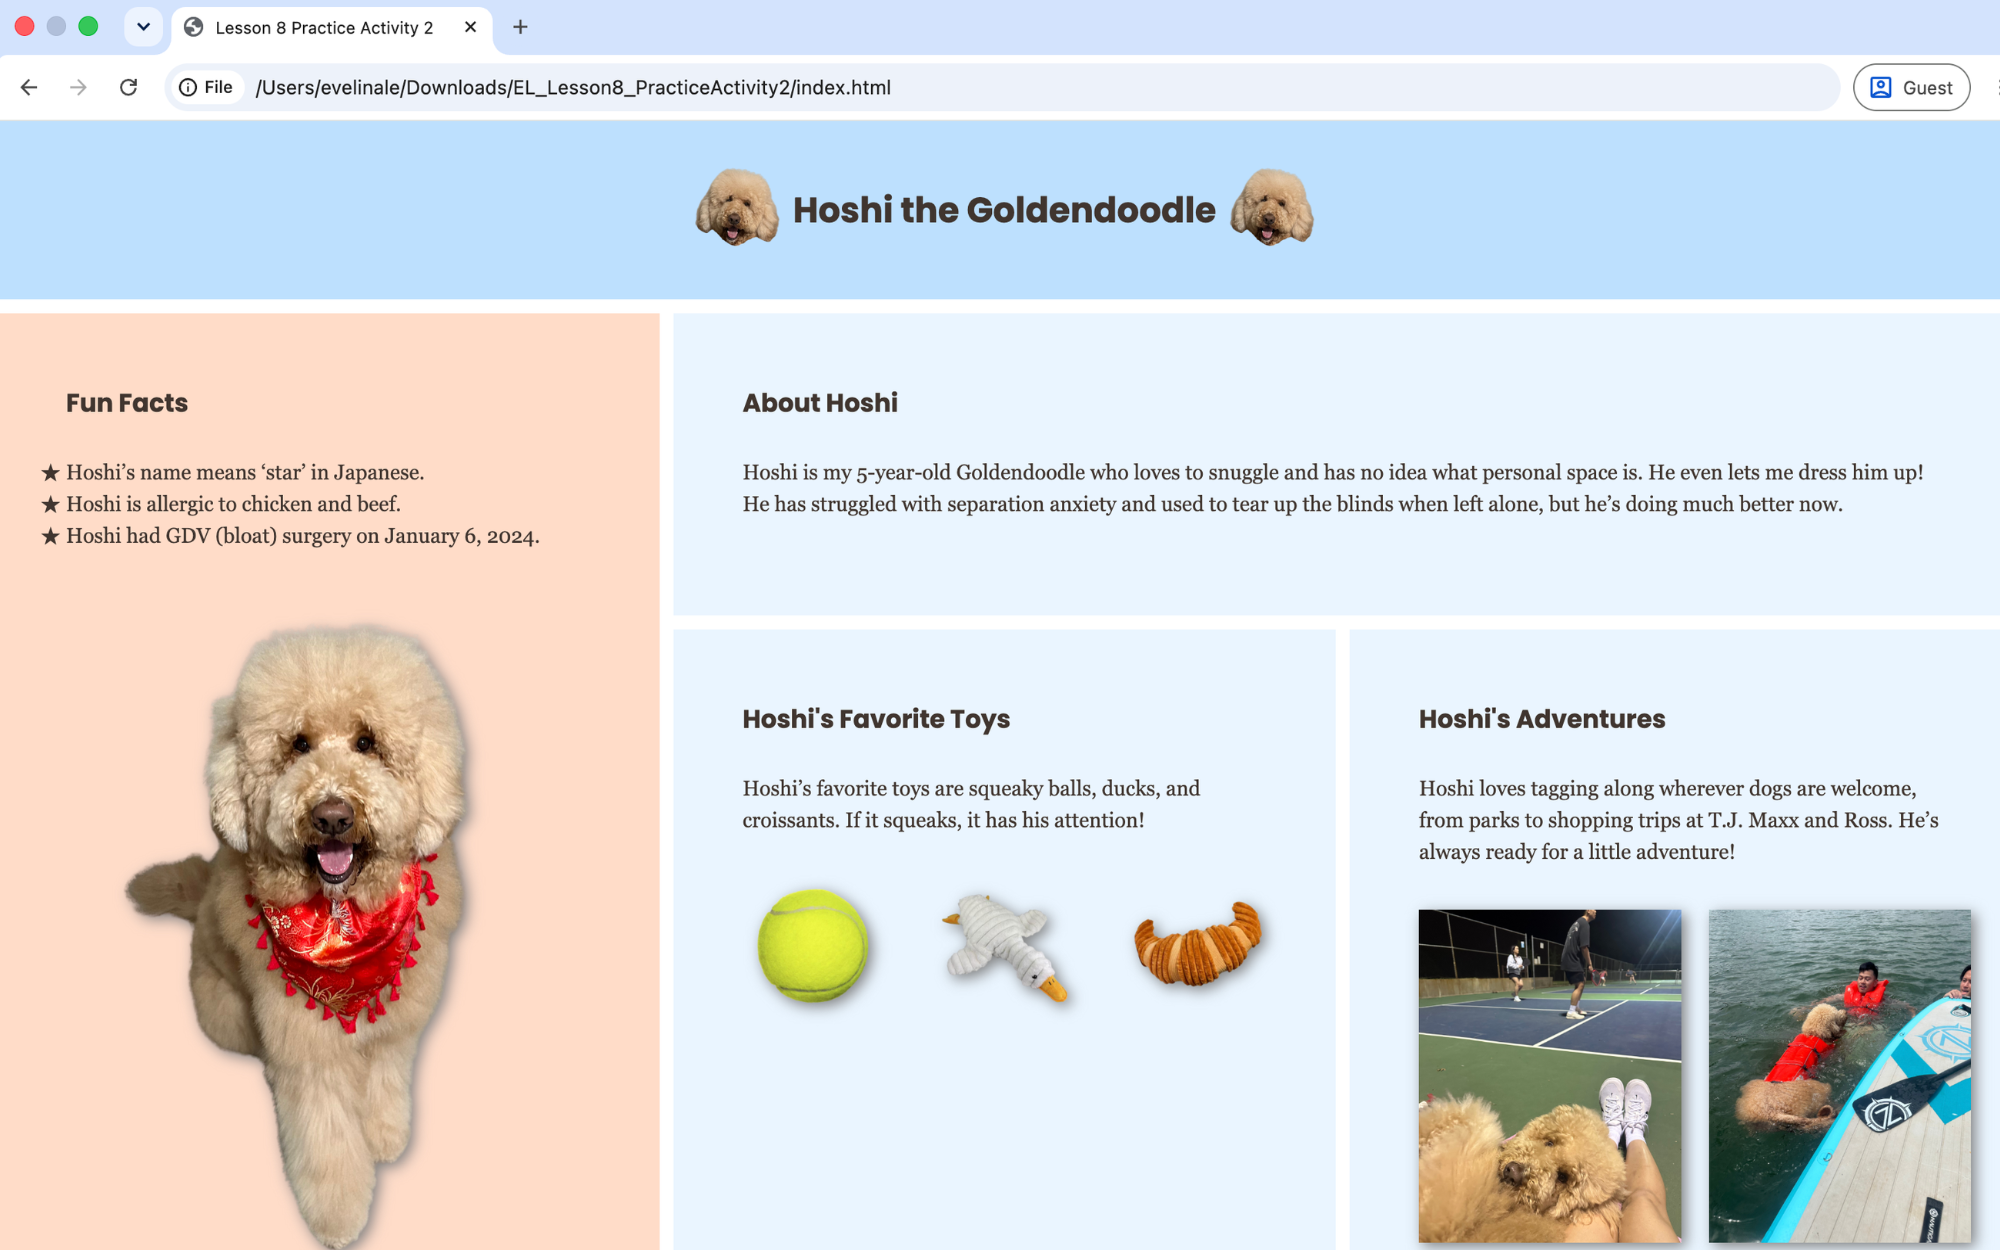 Lesson 8 Practice Activity 2
File
/Users/evelinale/Downloads/EL_Lesson8_PracticeActivity2/index.html
Guest
Hoshi the Goldendoodle
Fun Facts
★ Hoshi’s name means ‘star’ in Japanese.
★ Hoshi is allergic to chicken and beef.
★ Hoshi had GDV (bloat) surgery on January 6, 2024.
About Hoshi
Hoshi is my 5-year-old Goldendoodle who loves to snuggle and has no idea what personal space is. He even lets me dress him up!
He has struggled with separation anxiety and used to tear up the blinds when left alone, but he’s doing much better now.
Hoshi's Favorite Toys
Hoshi’s favorite toys are squeaky balls, ducks, and
croissants. If it squeaks, it has his attention!
Hoshi's Adventures
Hoshi loves tagging along wherever dogs are welcome,
from parks to shopping trips at T.J. Maxx and Ross. He’s
always ready for a little adventure!